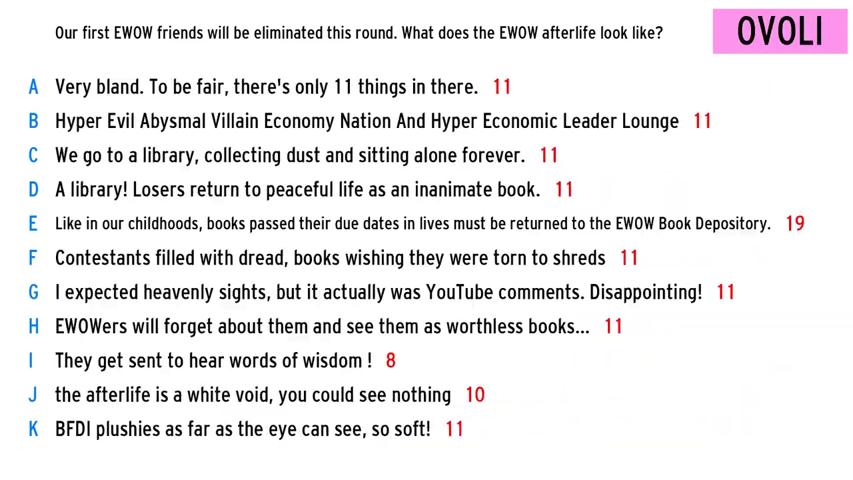 Our first EWOW friends will be eliminated this round. What does the EWOW afterlife look like?
OVOLI
A Very bland. To be fair, there's only 11 things in there. 11
B Hyper Evil Abysmal Villain Economy Nation And Hyper Economic Leader Lounge 11
C We go to a library, collecting dust and sitting alone forever. 11
D A library! Losers return to peaceful life as an inanimate book. 11
E Like in our childhoods, books passed their due dates in lives must be returned to the EWOW Book Depository. 19
F Contestants filled with dread, books wishing they were torn to shreds 11
G I expected heavenly sights, but it actually was YouTube comments. Disappointing! 11
H EWOWers will forget about them and see them as worthless books... 11
I They get sent to hear words of wisdom ! 8
J the afterlife is a white void, you could see nothing 10
K BFDI plushies as far as the eye can see, so soft! 11